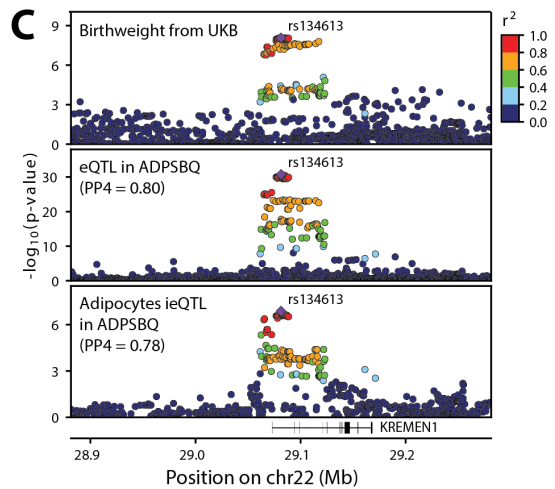 C
Birthweight from UKB
rs134613
9
6
3
0
r²
1.0
0.8
0.6
0.4
0.2
0.0
-log₁₀(p-value)
eQTL in ADPSBQ
(PP4 = 0.80)
rs134613
30
20
10
0
Adipocytes ieQTL
in ADPSBQ
(PP4 = 0.78)
rs134613
6
3
0
KREMEN1
28.9
29.0
29.1
29.2
Position on chr22 (Mb)